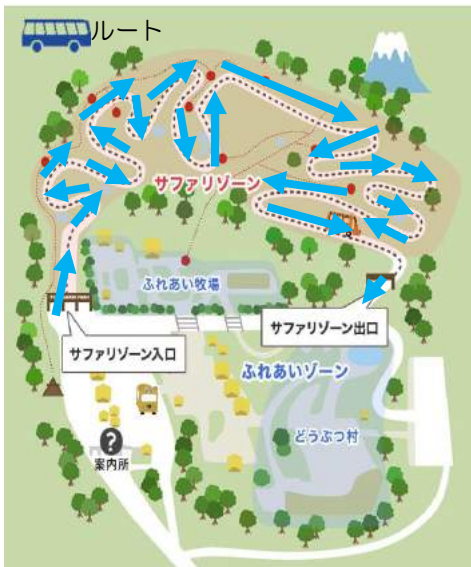 ルート
サファリゾーン
ふれあい牧場
サファリゾーン入口
サファリゾーン出口
ふれあいゾーン
どうぶつ村
?
案内所